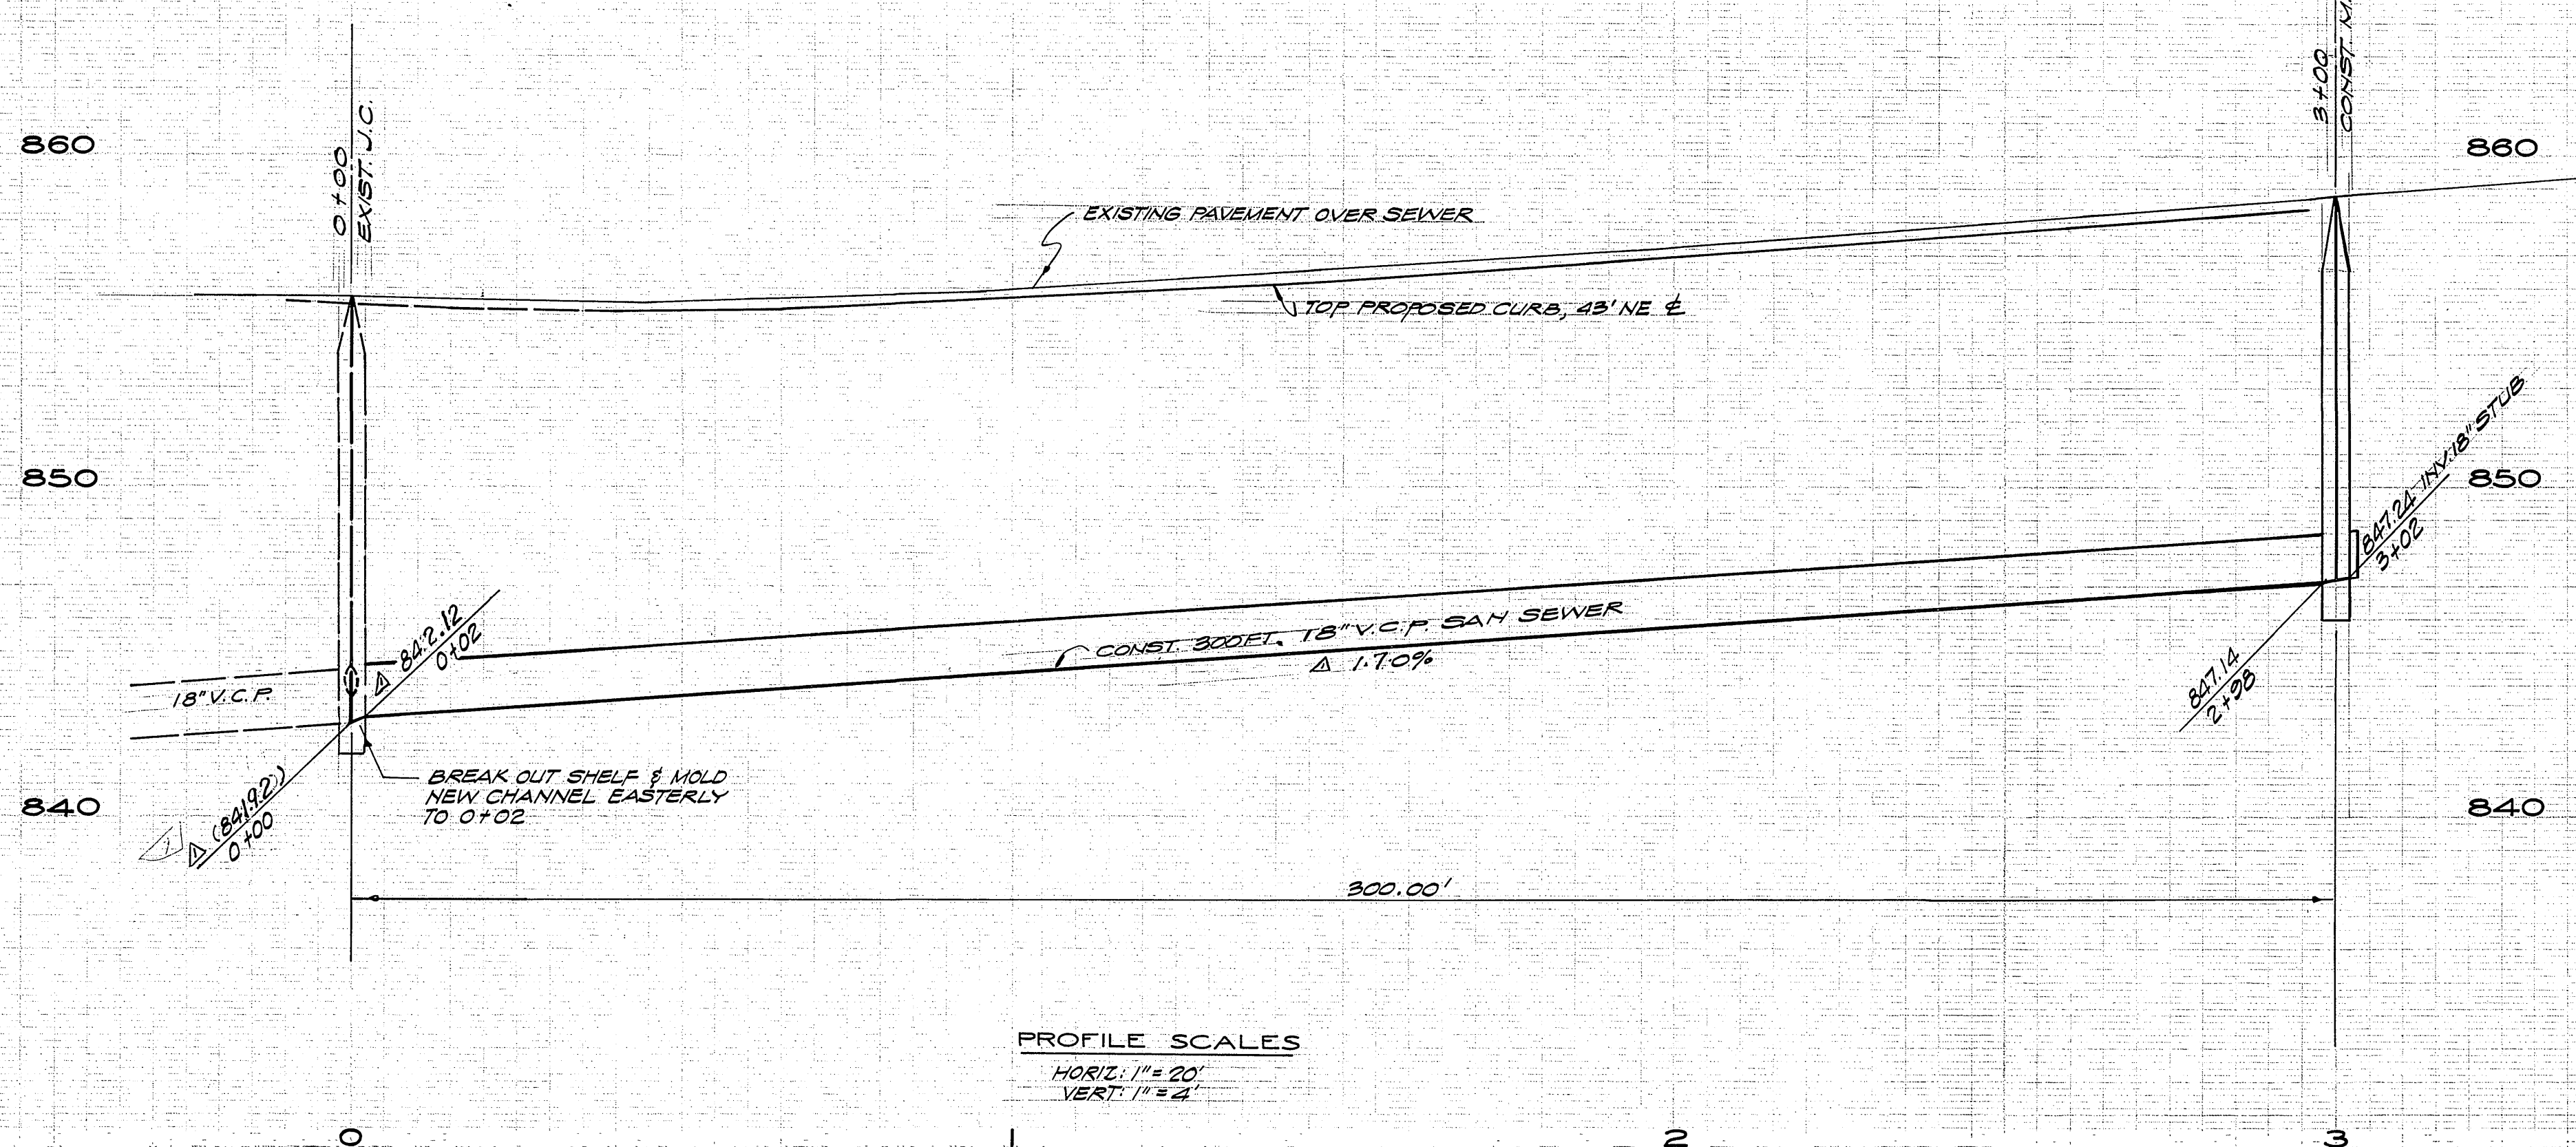 3+00
CONST. M
860
860
0+00
EXIST. J.C.
EXISTING PAVEMENT OVER SEWER
TOP PROPOSED CURB, 43' NE ℄
850
850
847.24 INV. 18" STUB
3+02
842.12
0+02
CONST. 300 FT. 18" V.C.P. SAN SEWER
1.70%
18" V.C.P.
847.14
2+98
BREAK OUT SHELF & MOLD
NEW CHANNEL EASTERLY
TO 0+02
840
840
1
1
(841.92)
0+00
300.00'
PROFILE SCALES
HORIZ: 1" = 20'
VERT: 1" = 4'
0
1
2
3